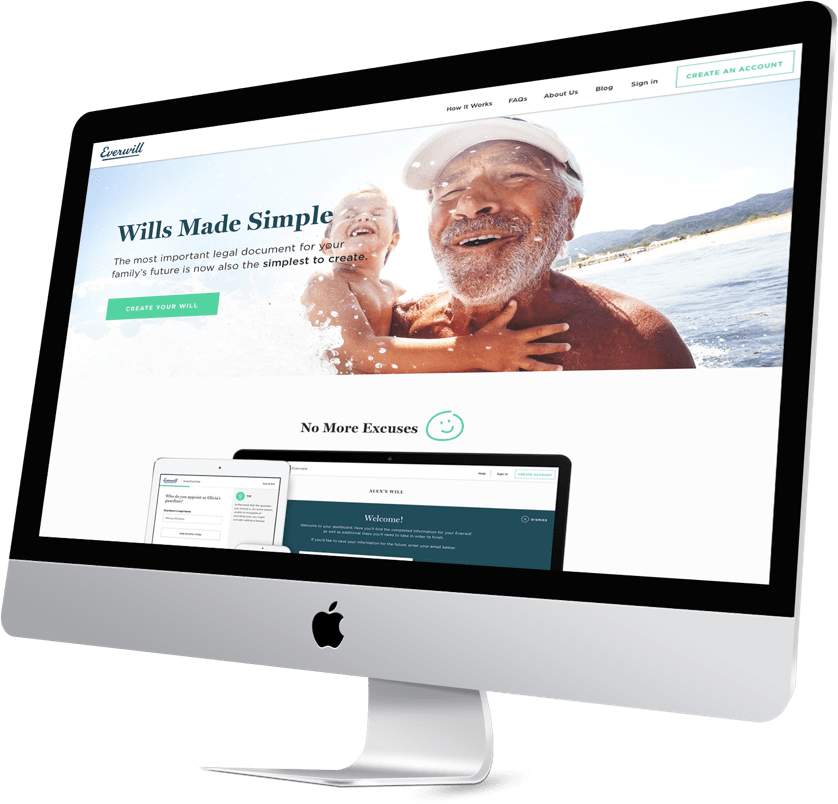 How It Works
FAQs
About Us
Blog
Sign in
CREATE AN ACCOUNT
Everwill
Wills Made Simple
The most important legal document for your
family's future is now also the simplest to create.
CREATE YOUR WILL
No More Excuses
Overview
Help
Sign in
CREATE ACCOUNT
ALEX'S WILL
Welcome!
DISMISS
Welcome to your dashboard. Here you'll find the completed information for your Everwill
as well as additional steps you'll need to take in order to finish.
If you'd like to save your information for the future, enter your email below:
Everwill
TIP
Who do you appoint as Olivia's
guardian?
Guardian's Legal Name